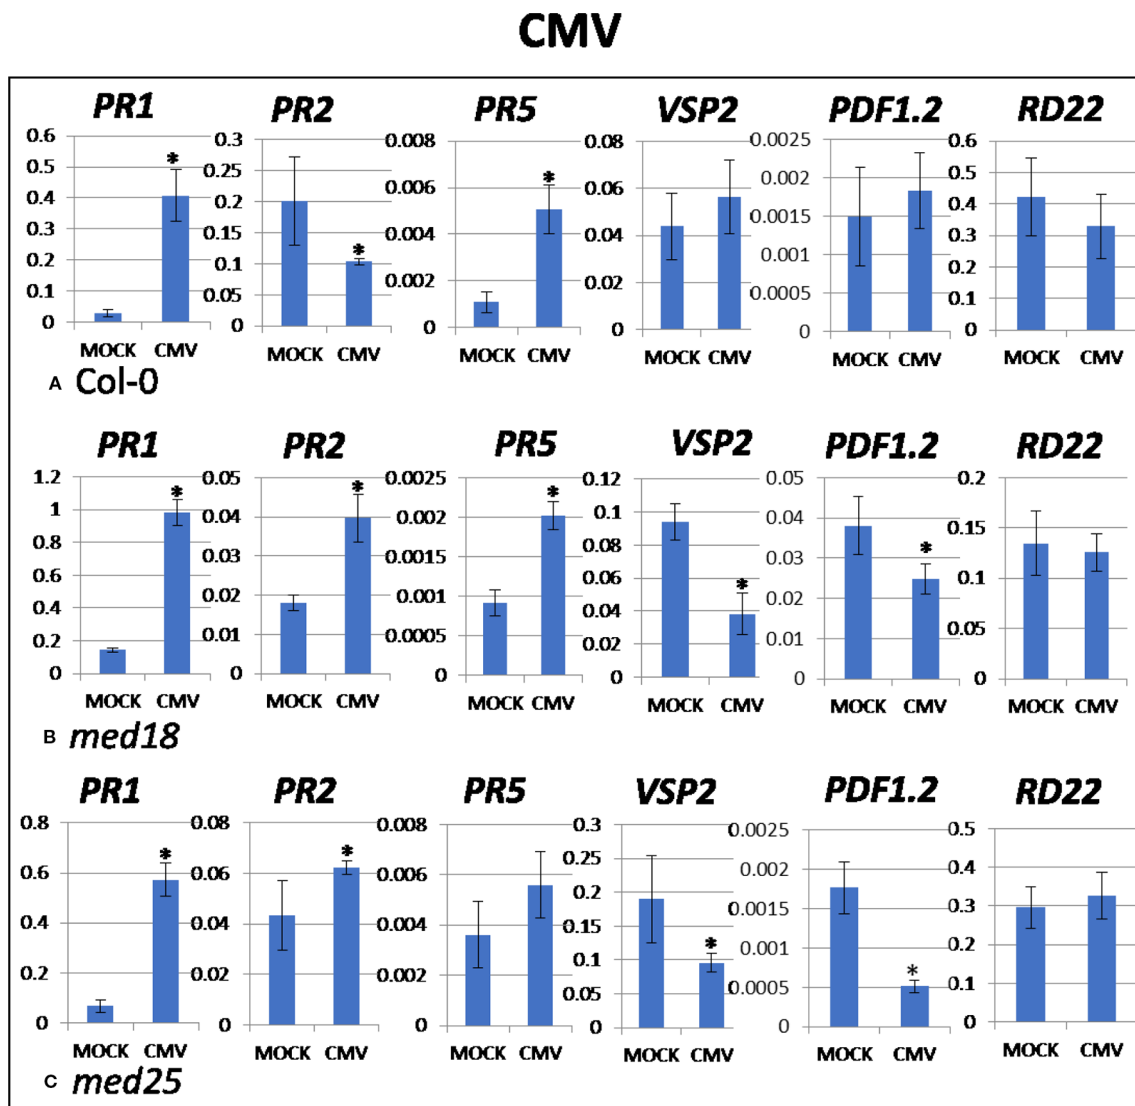 CMV
PR1 PR2 PR5 VSP2 PDF1.2 RD22
0.6 0.5 0.4 0.3 0.2 0.1 0
0.3 0.25 0.2 0.15 0.1 0.05 0
0.008 0.006 0.004 0.002 0
0.08 0.06 0.04 0.02 0
0.0025 0.002 0.0015 0.001 0.0005 0
0.6 0.5 0.4 0.3 0.2 0.1 0
* * *
MOCK CMV MOCK CMV MOCK CMV MOCK CMV MOCK CMV MOCK CMV
A Col-0
PR1 PR2 PR5 VSP2 PDF1.2 RD22
1.2 1 0.8 0.6 0.4 0.2 0
0.05 0.04 0.03 0.02 0.01 0
0.0025 0.002 0.0015 0.001 0.0005 0
0.12 0.1 0.08 0.06 0.04 0.02 0
0.05 0.04 0.03 0.02 0.01 0
0.2 0.15 0.1 0.05 0
* * * * *
MOCK CMV MOCK CMV MOCK CMV MOCK CMV MOCK CMV MOCK CMV
B med18
PR1 PR2 PR5 VSP2 PDF1.2 RD22
0.8 0.6 0.4 0.2 0
0.08 0.06 0.04 0.02 0
0.008 0.006 0.004 0.002 0
0.3 0.25 0.2 0.15 0.1 0.05 0
0.0025 0.002 0.0015 0.001 0.0005 0
0.5 0.4 0.3 0.2 0.1 0
* * * *
MOCK CMV MOCK CMV MOCK CMV MOCK CMV MOCK CMV MOCK CMV
C med25